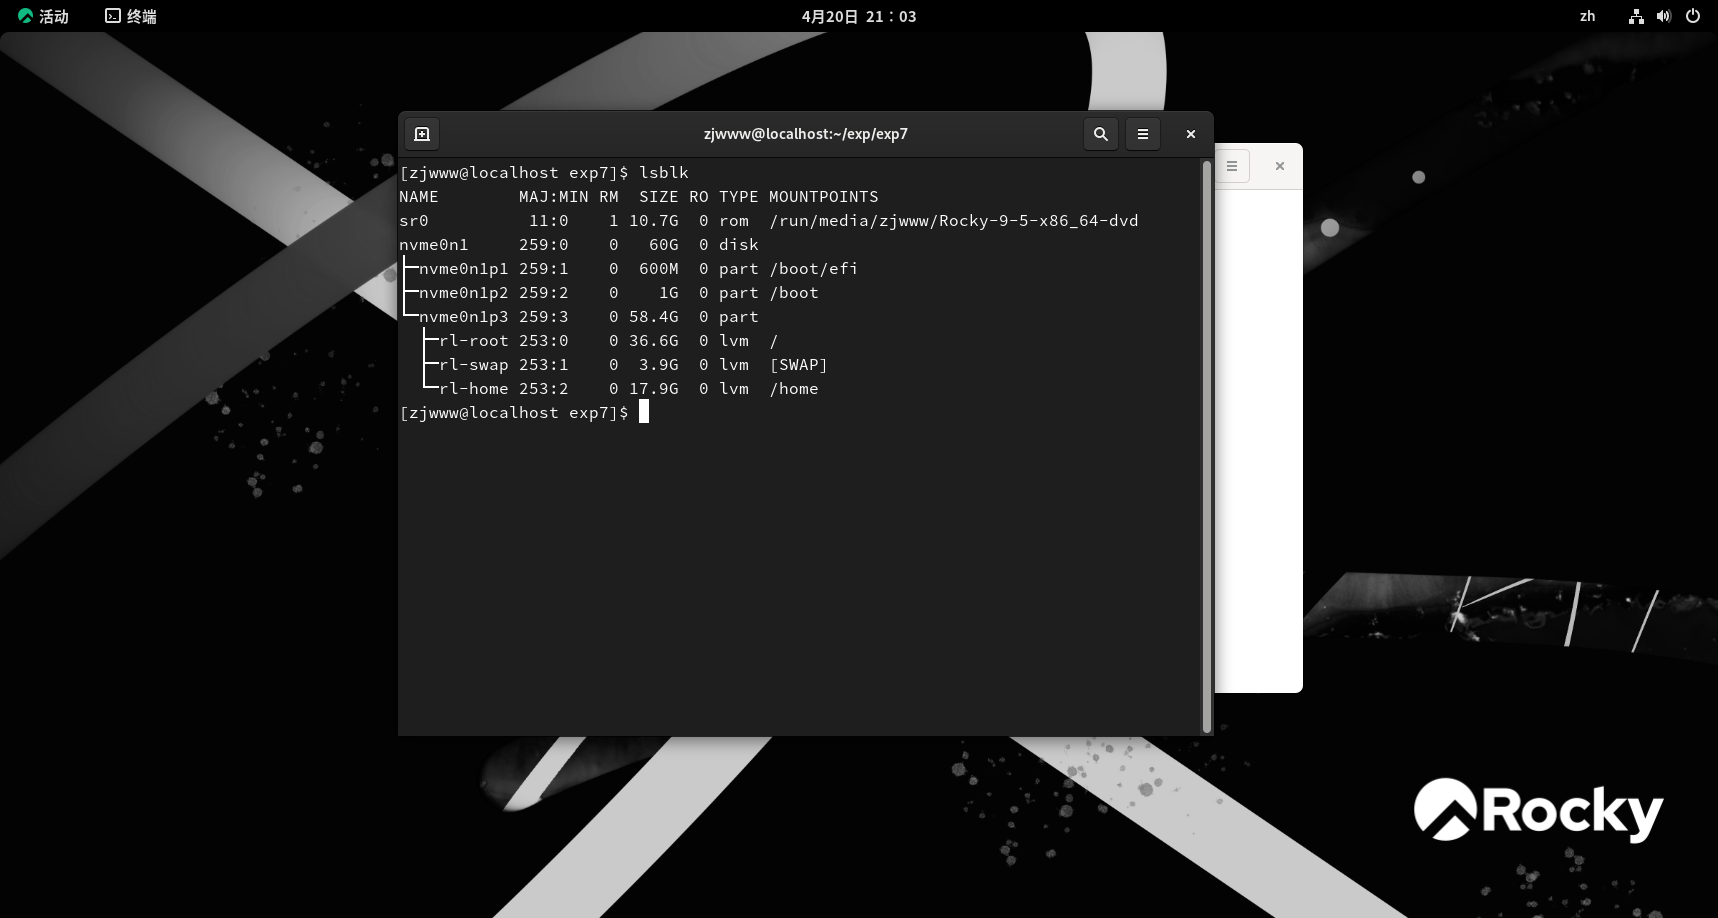 活动 终端 4月20日 21：03 zh
zjwww@localhost:~/exp/exp7
[zjwww@localhost exp7]$ lsblk
NAME        MAJ:MIN RM   SIZE RO TYPE MOUNTPOINTS
sr0          11:0    1 10.7G  0 rom  /run/media/zjwww/Rocky-9-5-x86_64-dvd
nvme0n1     259:0    0   60G  0 disk
├─nvme0n1p1 259:1    0  600M  0 part /boot/efi
├─nvme0n1p2 259:2    0    1G  0 part /boot
└─nvme0n1p3 259:3    0 58.4G  0 part
  ├─rl-root 253:0    0 36.6G  0 lvm  /
  ├─rl-swap 253:1    0  3.9G  0 lvm  [SWAP]
  └─rl-home 253:2    0 17.9G  0 lvm  /home
[zjwww@localhost exp7]$
Rocky